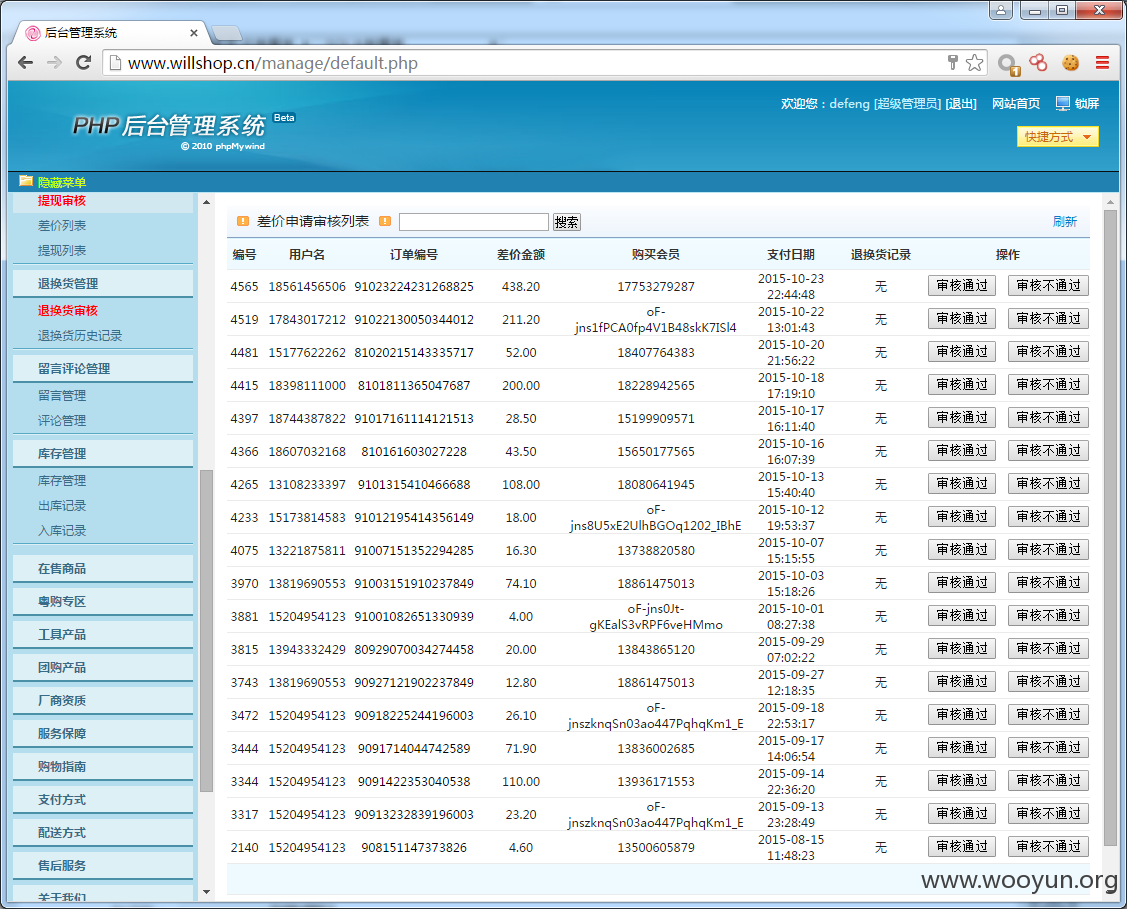 后台管理系统
www.willshop.cn/manage/default.php
1
欢迎您：defeng [超级管理员] [退出] 网站首页 锁屏
PHP 后台管理系统 Beta
© 2010 phpMywind
快捷方式
隐藏菜单
提现审核
差价列表
提现列表
退换货管理
退换货审核
退换货历史记录
留言评论管理
留言管理
评论管理
库存管理
库存管理
出库记录
入库记录
在售商品
粤购专区
工具产品
团购产品
厂商资质
服务保障
购物指南
支付方式
配送方式
售后服务
关于我们
差价申请审核列表 搜索 刷新
编号 用户名 订单编号 差价金额 购买会员 支付日期 退换货记录 操作
4565 18561456506 91023224231268825 438.20 17753279287 2015-10-23 22:44:48 无 审核通过 审核不通过
4519 17843017212 91022130050344012 211.20 oF-jns1fPCA0fp4V1B48skK7ISl4 2015-10-22 13:01:43 无 审核通过 审核不通过
4481 15177622262 81020215143335717 52.00 18407764383 2015-10-20 21:56:22 无 审核通过 审核不通过
4415 18398111000 8101811365047687 200.00 18228942565 2015-10-18 17:19:10 无 审核通过 审核不通过
4397 18744387822 91017161114121513 28.50 15199909571 2015-10-17 16:11:40 无 审核通过 审核不通过
4366 18607032168 810161603027228 43.50 15650177565 2015-10-16 16:07:39 无 审核通过 审核不通过
4265 13108233397 9101315410466688 108.00 18080641945 2015-10-13 15:40:40 无 审核通过 审核不通过
4233 15173814583 91012195414356149 18.00 oF-jns8U5xE2UlhBGOq1202_IBhE 2015-10-12 19:53:37 无 审核通过 审核不通过
4075 13221875811 91007151352294285 16.30 13738820580 2015-10-07 15:15:55 无 审核通过 审核不通过
3970 13819690553 91003151910237849 74.10 18861475013 2015-10-03 15:18:26 无 审核通过 审核不通过
3881 15204954123 91001082651330939 4.00 oF-jns0Jt-gKEalS3vRPF6veHMmo 2015-10-01 08:27:38 无 审核通过 审核不通过
3815 13943332429 80929070034274458 20.00 13843865120 2015-09-29 07:02:22 无 审核通过 审核不通过
3743 13819690553 90927121902237849 12.80 18861475013 2015-09-27 12:18:35 无 审核通过 审核不通过
3472 15204954123 90918225244196003 26.10 oF-jnszknqSn03ao447PqhqKm1_E 2015-09-18 22:53:17 无 审核通过 审核不通过
3444 15204954123 9091714044742589 71.90 13836002685 2015-09-17 14:06:54 无 审核通过 审核不通过
3344 15204954123 9091422353040538 110.00 13936171553 2015-09-14 22:36:20 无 审核通过 审核不通过
3317 15204954123 90913232839196003 23.20 oF-jnszknqSn03ao447PqhqKm1_E 2015-09-13 23:28:49 无 审核通过 审核不通过
2140 15204954123 908151147373826 4.60 13500605879 2015-08-15 11:48:23 无 审核通过 审核不通过
www.wooyun.org